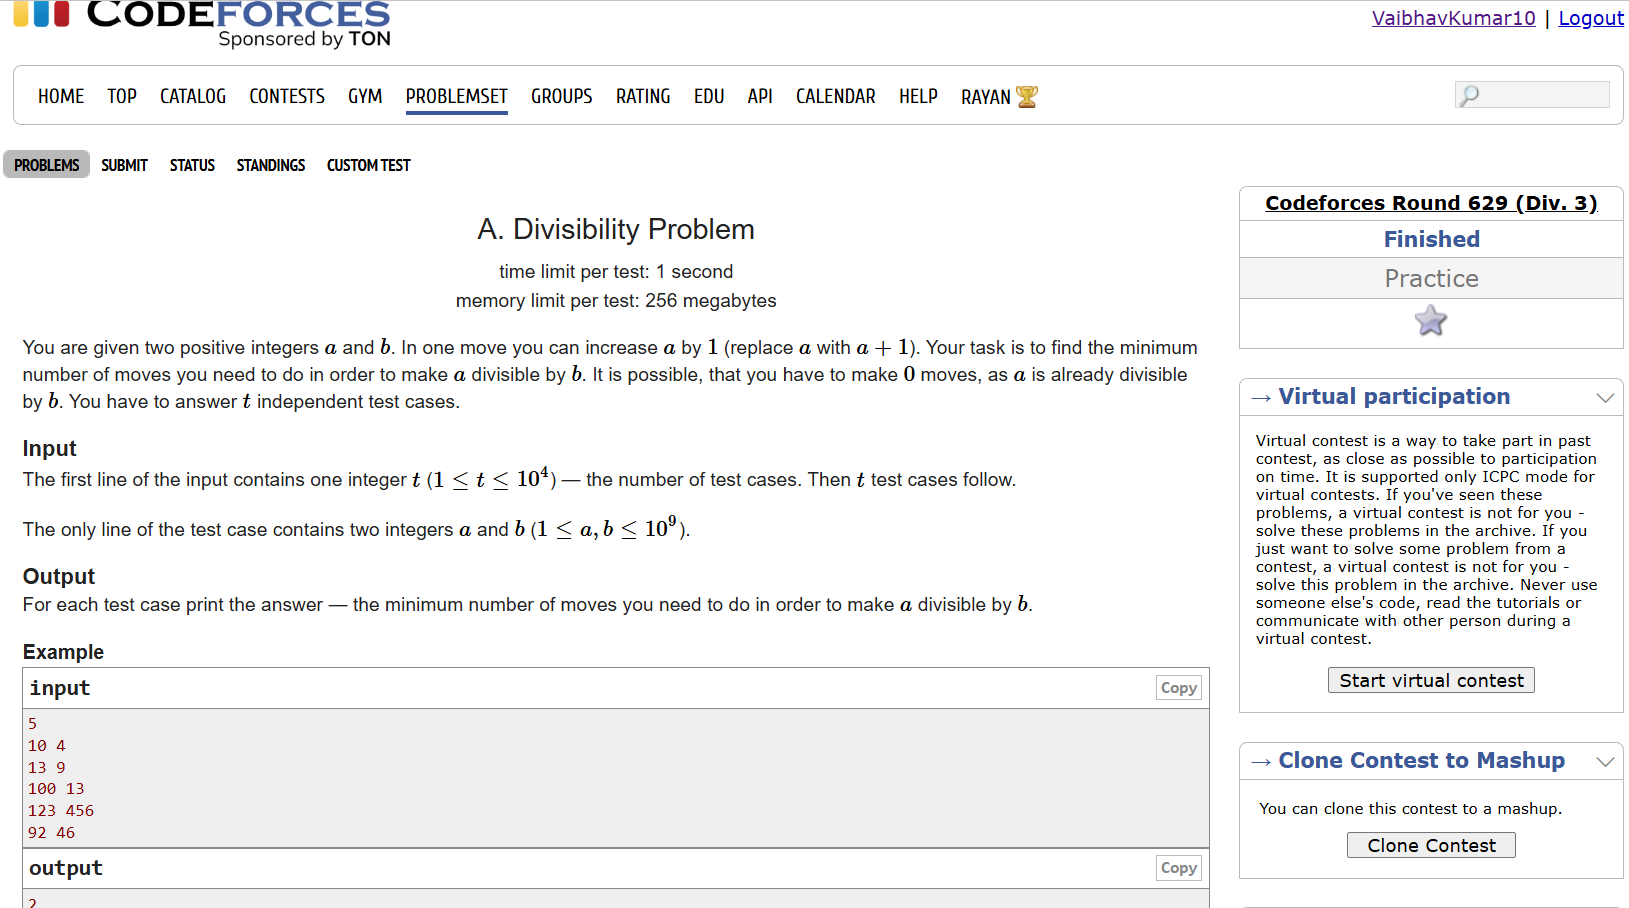 CODEFORCES
Sponsored by TON
VaibhavKumar10 | Logout
HOME TOP CATALOG CONTESTS GYM PROBLEMSET GROUPS RATING EDU API CALENDAR HELP RAYAN
PROBLEMS SUBMIT STATUS STANDINGS CUSTOM TEST
A. Divisibility Problem
time limit per test: 1 second
memory limit per test: 256 megabytes
You are given two positive integers a and b. In one move you can increase a by 1 (replace a with a + 1). Your task is to find the minimum
number of moves you need to do in order to make a divisible by b. It is possible, that you have to make 0 moves, as a is already divisible
by b. You have to answer t independent test cases.
Input
The first line of the input contains one integer t (1 ≤ t ≤ 10⁴) — the number of test cases. Then t test cases follow.
The only line of the test case contains two integers a and b (1 ≤ a, b ≤ 10⁹).
Output
For each test case print the answer — the minimum number of moves you need to do in order to make a divisible by b.
Example
input Copy
5
10 4
13 9
100 13
123 456
92 46
output Copy
2
Codeforces Round 629 (Div. 3)
Finished
Practice
→ Virtual participation
Virtual contest is a way to take part in past
contest, as close as possible to participation
on time. It is supported only ICPC mode for
virtual contests. If you've seen these
problems, a virtual contest is not for you -
solve these problems in the archive. If you
just want to solve some problem from a
contest, a virtual contest is not for you -
solve this problem in the archive. Never use
someone else's code, read the tutorials or
communicate with other person during a
virtual contest.
Start virtual contest
→ Clone Contest to Mashup
You can clone this contest to a mashup.
Clone Contest